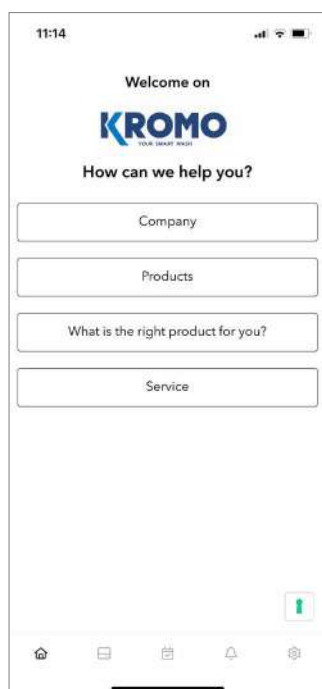 11:14
Welcome on
KROMO
YOUR SMART WASH
How can we help you?
Company
Products
What is the right product for you?
Service